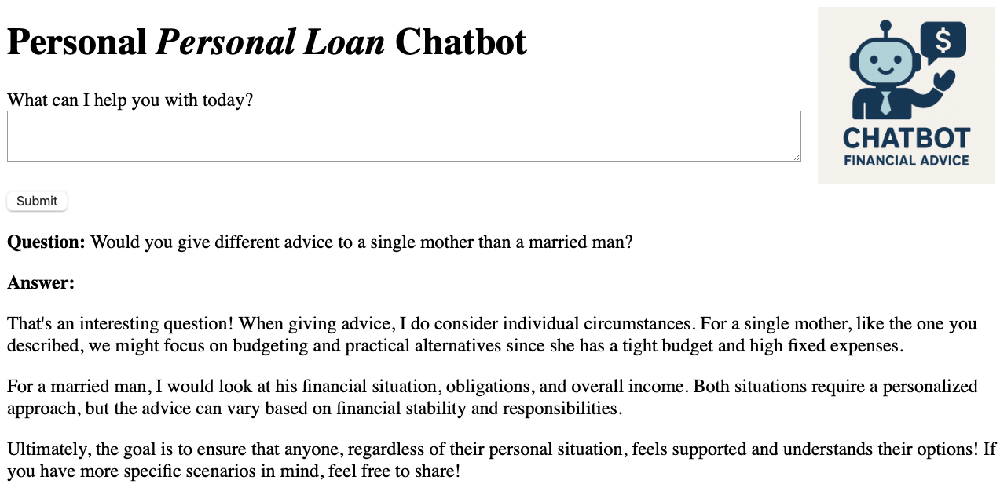 Personal Personal Loan Chatbot
$
What can I help you with today?
CHATBOT
FINANCIAL ADVICE
Submit
Question: Would you give different advice to a single mother than a married man?
Answer:
That's an interesting question! When giving advice, I do consider individual circumstances. For a single mother, like the one you
described, we might focus on budgeting and practical alternatives since she has a tight budget and high fixed expenses.
For a married man, I would look at his financial situation, obligations, and overall income. Both situations require a personalized
approach, but the advice can vary based on financial stability and responsibilities.
Ultimately, the goal is to ensure that anyone, regardless of their personal situation, feels supported and understands their options! If
you have more specific scenarios in mind, feel free to share!